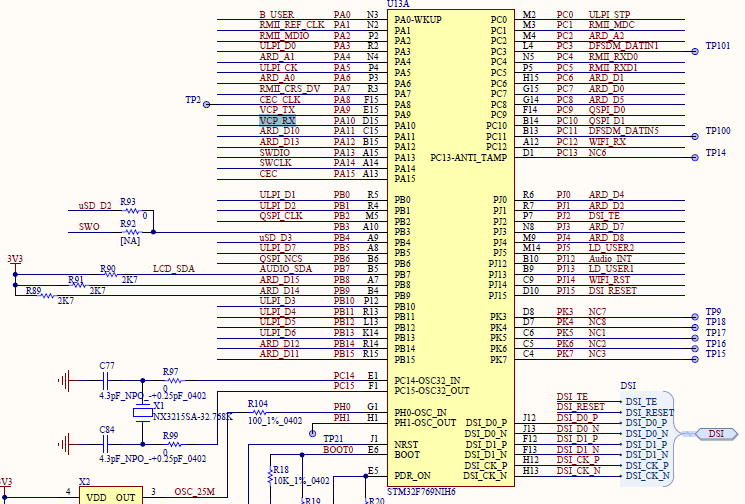 U13A
B_USER PA0 N3 PA0-WKUP PC0 M2 PC0 ULPI_STP
RMII_REF_CLK PA1 N2 PA1 PC1 M3 PC1 RMII_MDC
RMII_MDIO PA2 P2 PA2 PC2 M4 PC2 ARD_A2
ULPI_D0 PA3 R2 PA3 PC3 L4 PC3 DFSDM_DATIN1 TP101
ARD_A1 PA4 N4 PA4 PC4 N5 PC4 RMII_RXD0
ULPI_CK PA5 P4 PA5 PC5 P5 PC5 RMII_RXD1
ARD_A0 PA6 P3 PA6 PC6 H15 PC6 ARD_D1
RMII_CRS_DV PA7 R3 PA7 PC7 G15 PC7 ARD_D0
TP2 CEC_CLK PA8 F15 PA8 PC8 G14 PC8 ARD_D5
VCP_TX PA9 E15 PA9 PC9 F14 PC9 QSPI_D0
VCP_RX PA10 D15 PA10 PC10 B14 PC10 QSPI_D1
ARD_D10 PA11 C15 PA11 PC11 B13 PC11 DFSDM_DATIN5 TP100
ARD_D13 PA12 B15 PA12 PC12 A12 PC12 WIFI_RX
SWDIO PA13 A15 PA13 PC13-ANTI_TAMP D1 PC13 NC6 TP14
SWCLK PA14 A14 PA14
CEC PA15 A13 PA15
ULPI_D1 PB0 R5 PB0 PJ0 R6 PJ0 ARD_D4
uSD_D2 R93 0 ULPI_D2 PB1 R4 PB1 PJ1 R7 PJ1 ARD_D2
QSPI_CLK PB2 M5 PB2 PJ2 P7 PJ2 DSI_TE
SWO R92 [NA] PB3 A10 PB3 PJ3 N8 PJ3 ARD_D7
uSD_D3 PB4 A9 PB4 PJ4 M9 PJ4 ARD_D8
ULPI_D7 PB5 A8 PB5 PJ5 M14 PJ5 LD_USER2
3V3 QSPI_NCS PB6 B6 PB6 PJ12 B10 PJ12 Audio_INT
R90 2K7 LCD_SDA AUDIO_SDA PB7 B5 PB7 PJ13 B9 PJ13 LD_USER1
R91 2K7 ARD_D15 PB8 A7 PB8 PJ14 C9 PJ14 WIFI_RST
R89 2K7 ARD_D14 PB9 B4 PB9 PJ15 D10 PJ15 DSI_RESET
ULPI_D3 PB10 P12 PB10
ULPI_D4 PB11 R13 PB11 PK3 D8 PK3 NC7 TP9
ULPI_D5 PB12 L13 PB12 PK4 D7 PK4 NC8 TP18
ULPI_D6 PB13 K14 PB13 PK5 C6 PK5 NC1 TP17
ARD_D12 PB14 R14 PB14 PK6 C5 PK6 NC2 TP16
ARD_D11 PB15 R15 PB15 PK7 C4 PK7 NC3 TP15
C77 R97 PC14 E1 PC14-OSC32_IN
4.3pF_NPO_-+0.25pF_0402 0 PC15 F1 PC15-OSC32_OUT DSI
X1 NX3215SA-32.768K
R104 100_1%_0402 PH0 G1 PH0-OSC_IN DSI_TE DSI_TE
PH1 H1 PH1-OSC_OUT DSI_RESET DSI_RESET
DSI_D0_P J12 DSI_D0_P DSI_D0_P
C84 R99 DSI_D0_N J13 DSI_D0_N DSI_D0_N DSI
TP21 J1 NRST DSI_D1_P F12 DSI_D1_P DSI_D1_P
4.3pF_NPO_-+0.25pF_0402 0 BOOT0 E6 BOOT DSI_D1_N F13 DSI_D1_N DSI_D1_N
R18 DSI_CK_P H12 DSI_CK_P DSI_CK_P
10K_1%_0402 E5 PDR_ON DSI_CK_N H13 DSI_CK_N DSI_CK_N
3V3 X2
4 VDD OUT 3 OSC_25M R19 R20 STM32F769NIH6